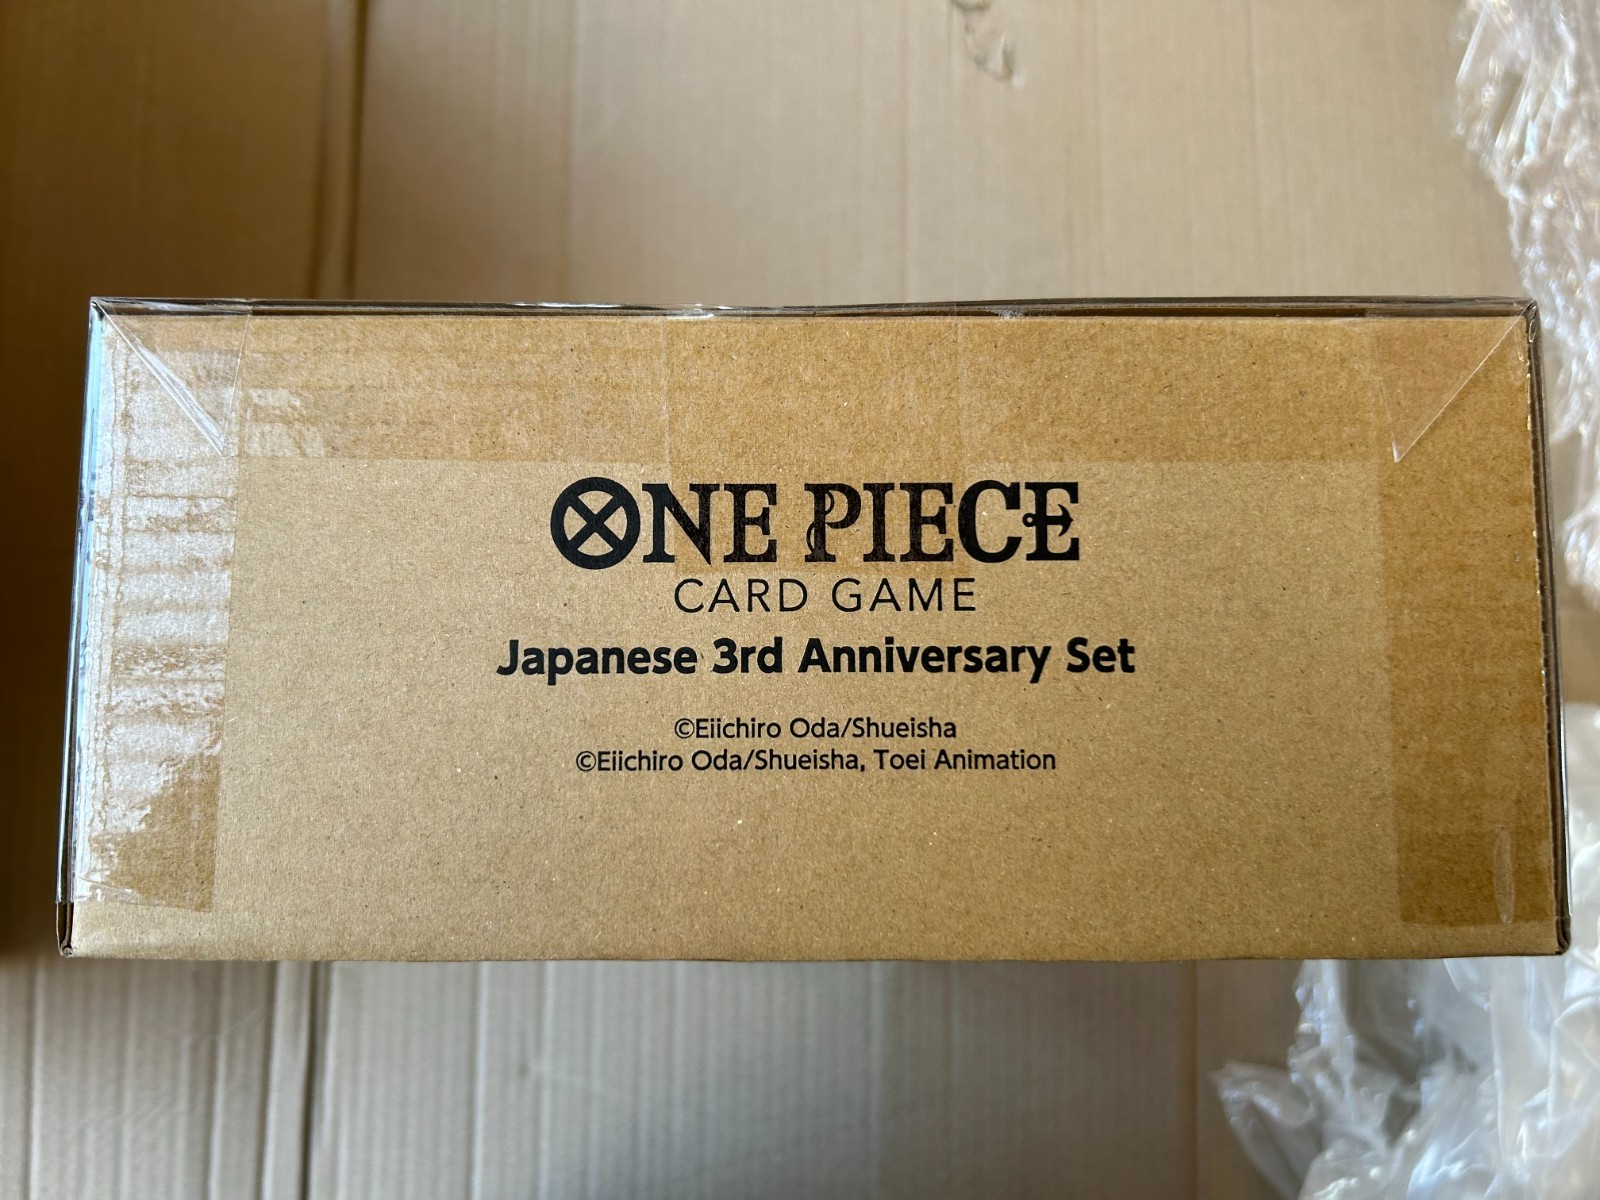 ONE PIECE
CARD GAME
Japanese 3rd Anniversary Set
©Eiichiro Oda/Shueisha
©Eiichiro Oda/Shueisha, Toei Animation